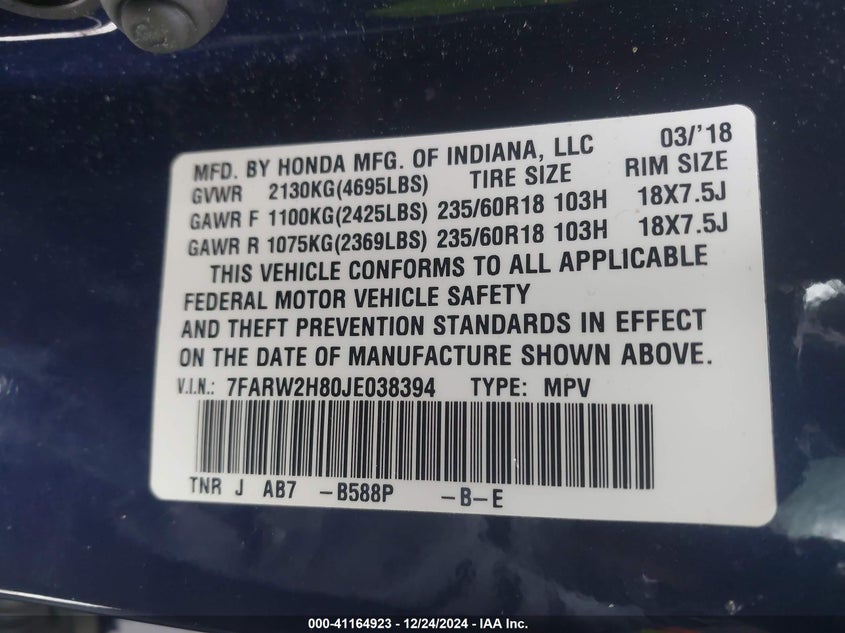 MFD. BY HONDA MFG. OF INDIANA, LLC 03/'18
GVWR 2130KG(4695LBS) TIRE SIZE RIM SIZE
GAWR F 1100KG(2425LBS) 235/60R18 103H 18X7.5J
GAWR R 1075KG(2369LBS) 235/60R18 103H 18X7.5J
THIS VEHICLE CONFORMS TO ALL APPLICABLE
FEDERAL MOTOR VEHICLE SAFETY
AND THEFT PREVENTION STANDARDS IN EFFECT
ON THE DATE OF MANUFACTURE SHOWN ABOVE.
V.I.N.: 7FARW2H80JE038394 TYPE: MPV
TNR J AB7 -B588P -B-E
000-41164923 - 12/24/2024 - IAA Inc.